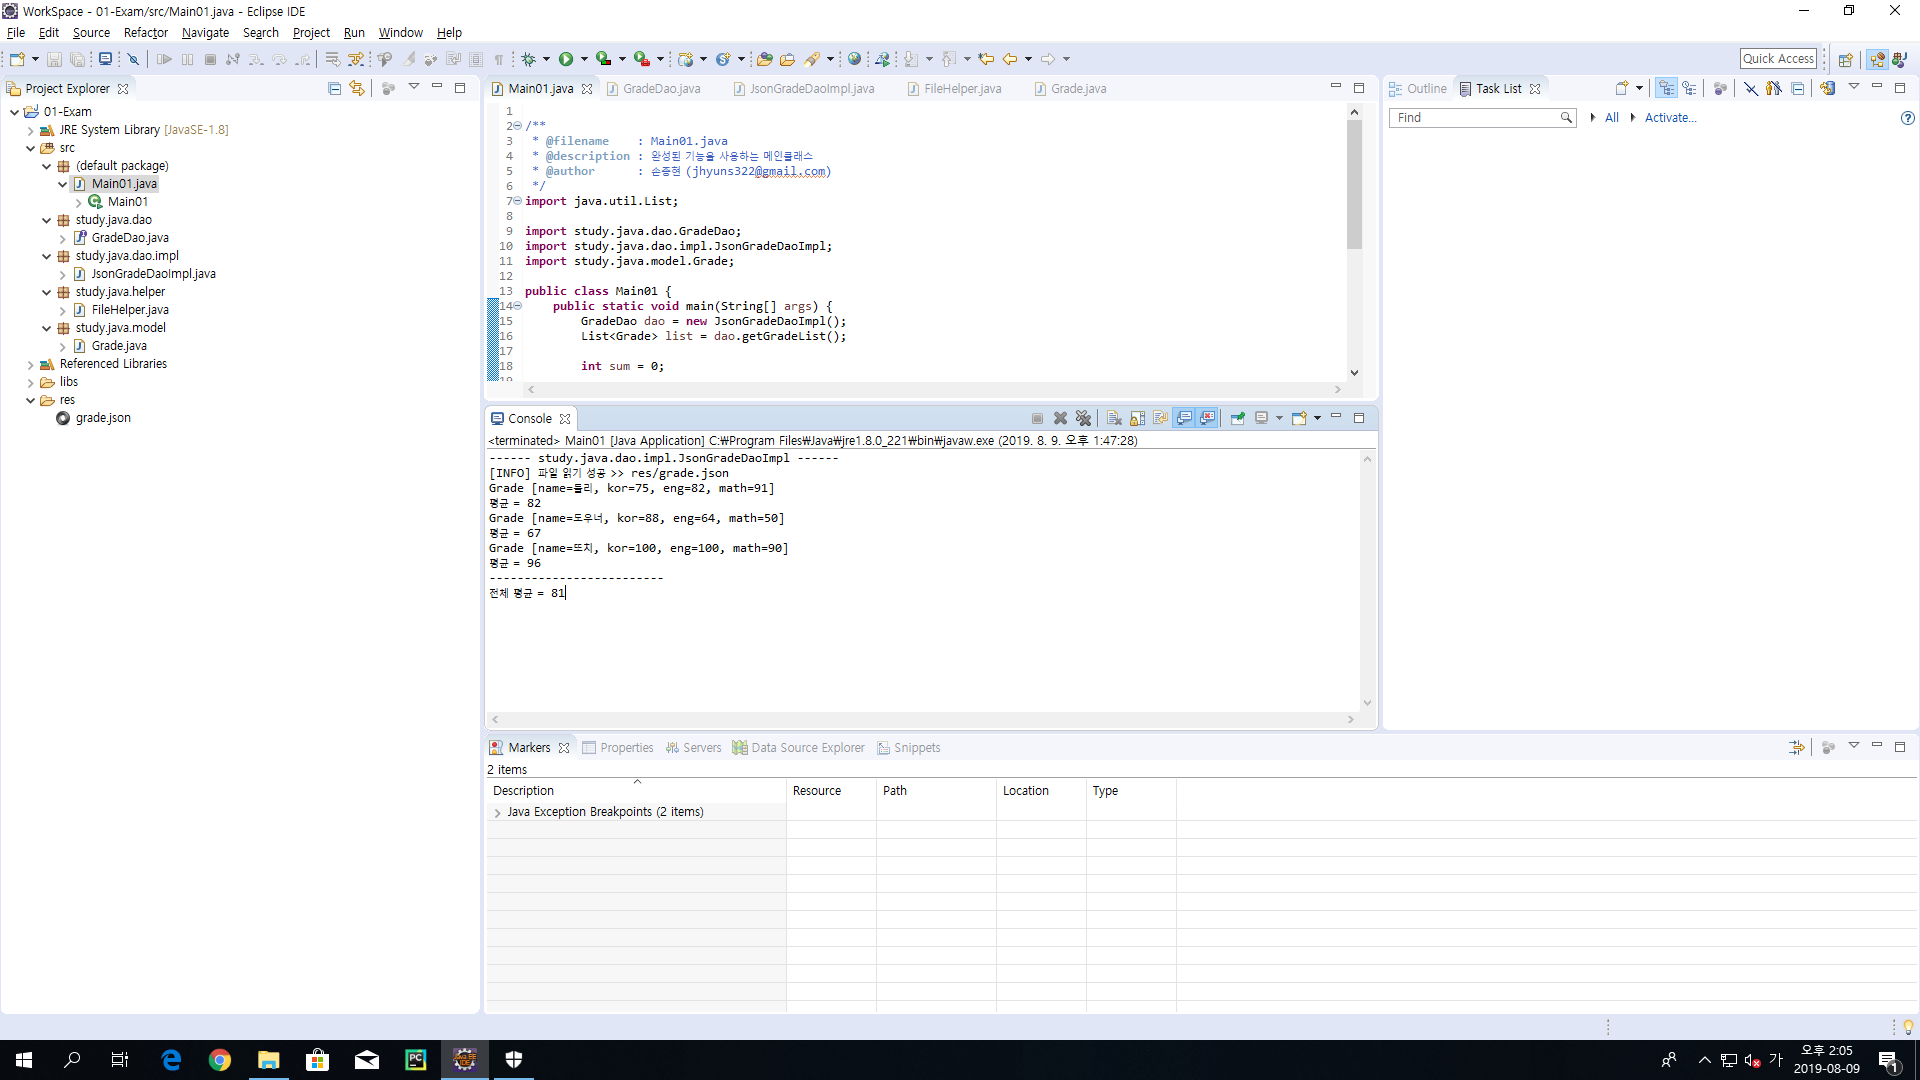 WorkSpace - 01-Exam/src/Main01.java - Eclipse IDE
File Edit Source Refactor Navigate Search Project Run Window Help
Quick Access
Project Explorer
01-Exam
JRE System Library [JavaSE-1.8]
src
(default package)
Main01.java
Main01
study.java.dao
GradeDao.java
study.java.dao.impl
JsonGradeDaoImpl.java
study.java.helper
FileHelper.java
study.java.model
Grade.java
Referenced Libraries
libs
res
grade.json
Main01.java GradeDao.java JsonGradeDaoImpl.java FileHelper.java Grade.java
1
2 /**
3 * @filename : Main01.java
4 * @description : 완성된 기능을 사용하는 메인클래스
5 * @author : 손중현 (jhyuns322@gmail.com)
6 */
7 import java.util.List;
8
9 import study.java.dao.GradeDao;
10 import study.java.dao.impl.JsonGradeDaoImpl;
11 import study.java.model.Grade;
12
13 public class Main01 {
14 public static void main(String[] args) {
15 GradeDao dao = new JsonGradeDaoImpl();
16 List<Grade> list = dao.getGradeList();
17
18 int sum = 0;
19
Console
<terminated> Main01 [Java Application] C:₩Program Files₩Java₩jre1.8.0_221₩bin₩javaw.exe (2019. 8. 9. 오후 1:47:28)
------ study.java.dao.impl.JsonGradeDaoImpl ------
[INFO] 파일 읽기 성공 >> res/grade.json
Grade [name=둘리, kor=75, eng=82, math=91]
평균 = 82
Grade [name=도우너, kor=88, eng=64, math=50]
평균 = 67
Grade [name=또치, kor=100, eng=100, math=90]
평균 = 96
-------------------------
전체 평균 = 81
Outline Task List
Find All Activate...
Markers Properties Servers Data Source Explorer Snippets
2 items
Description Resource Path Location Type
Java Exception Breakpoints (2 items)
가
오후 2:05
2019-08-09
1